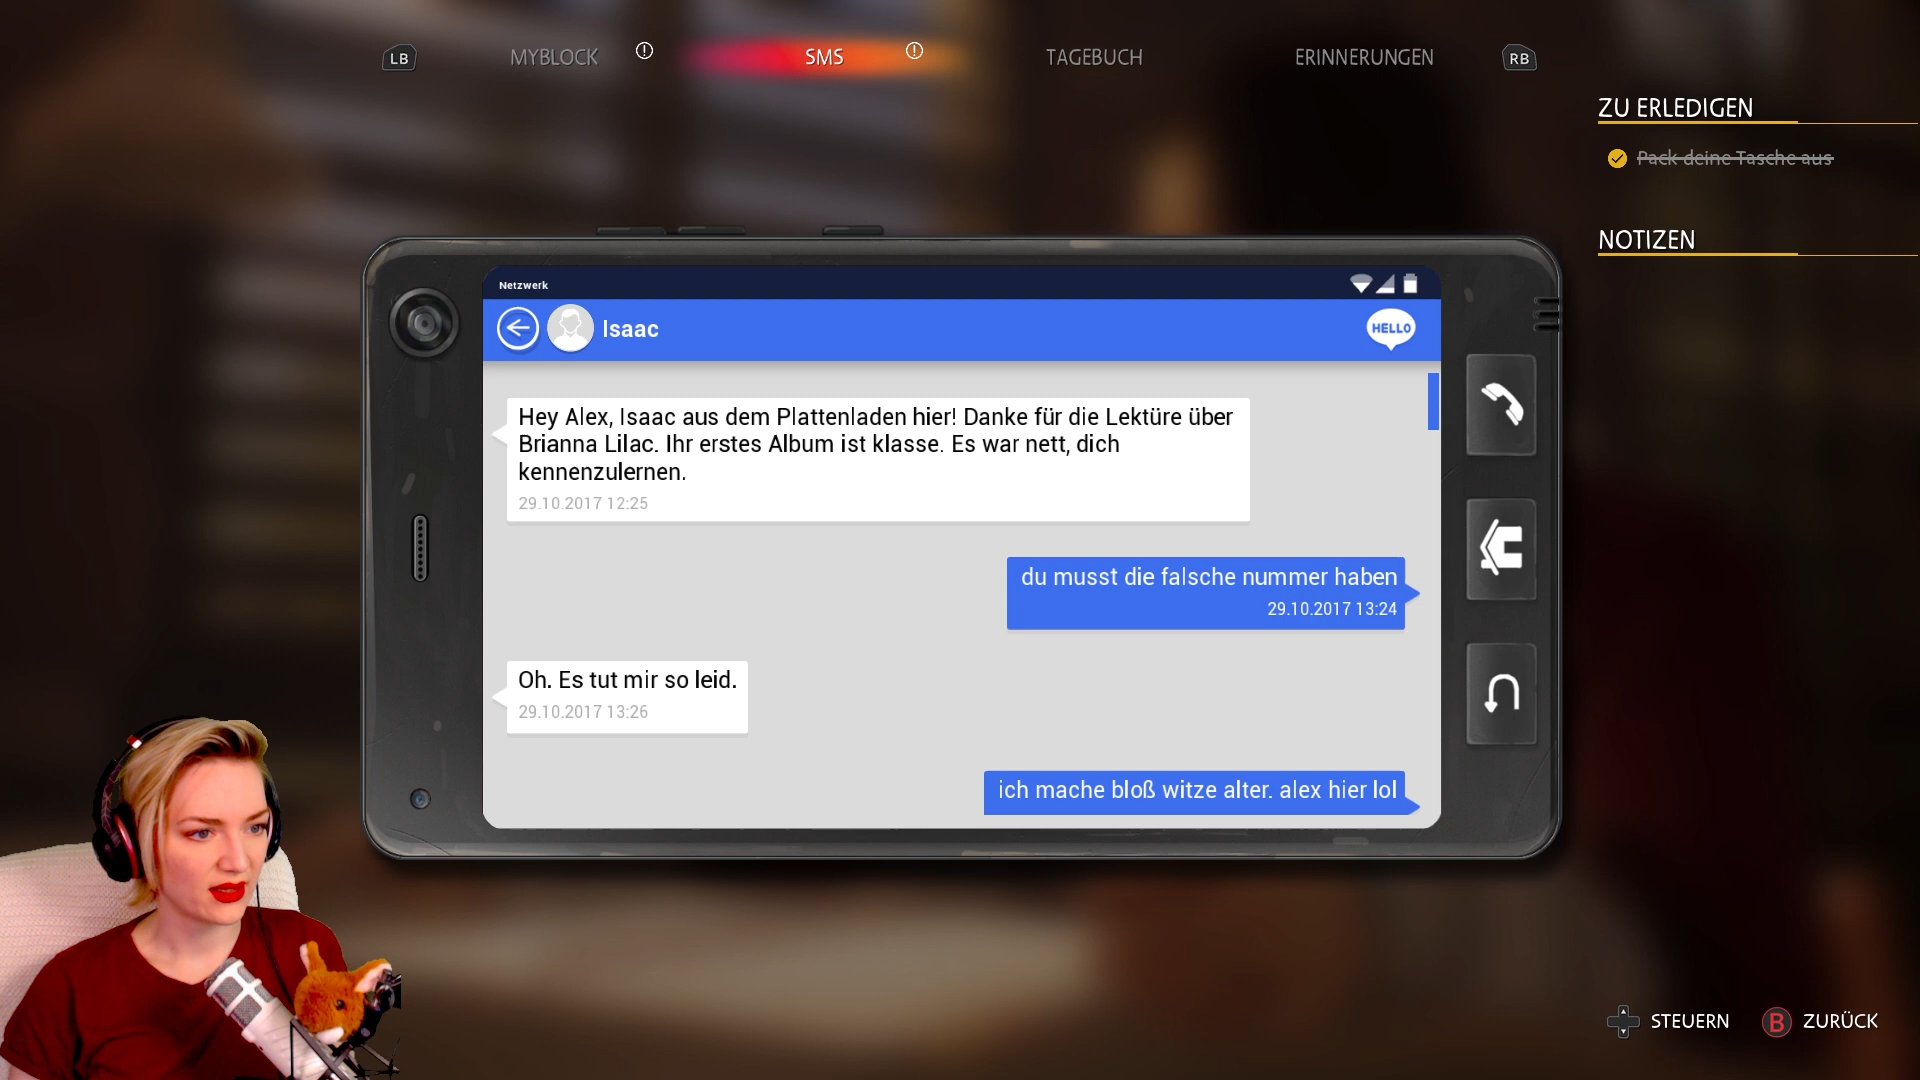 LB
MYBLOCK
SMS
TAGEBUCH
ERINNERUNGEN
RB
ZU ERLEDIGEN
Pack deine Tasche aus
NOTIZEN
Netzwerk
Isaac
HELLO
Hey Alex, Isaac aus dem Plattenladen hier! Danke für die Lektüre über
Brianna Lilac. Ihr erstes Album ist klasse. Es war nett, dich
kennenzulernen.
29.10.2017 12:25
du musst die falsche nummer haben
29.10.2017 13:24
Oh. Es tut mir so leid.
29.10.2017 13:26
ich mache bloß witze alter. alex hier lol
STEUERN
B ZURÜCK